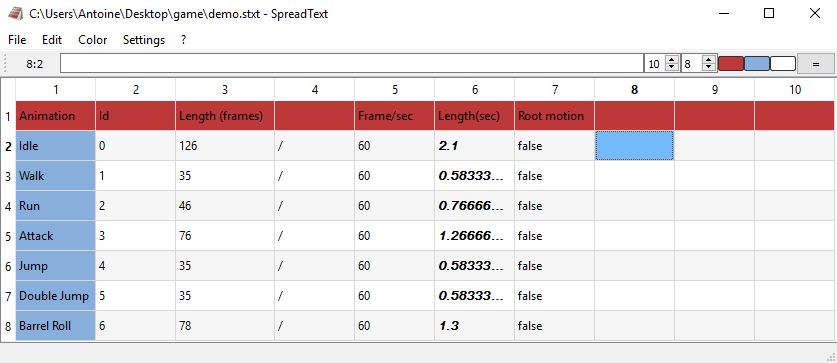 C:\Users\Antoine\Desktop\game\demo.stxt - SpreadText
File Edit Color Settings ?
8:2 10 8 =
1 2 3 4 5 6 7 8 9 10
1 Animation Id Length (frames) Frame/sec Length(sec) Root motion
2 Idle 0 126 / 60 2.1 false
3 Walk 1 35 / 60 0.58333... false
4 Run 2 46 / 60 0.76666... false
5 Attack 3 76 / 60 1.26666... false
6 Jump 4 35 / 60 0.58333... false
7 Double Jump 5 35 / 60 0.58333... false
8 Barrel Roll 6 78 / 60 1.3 false